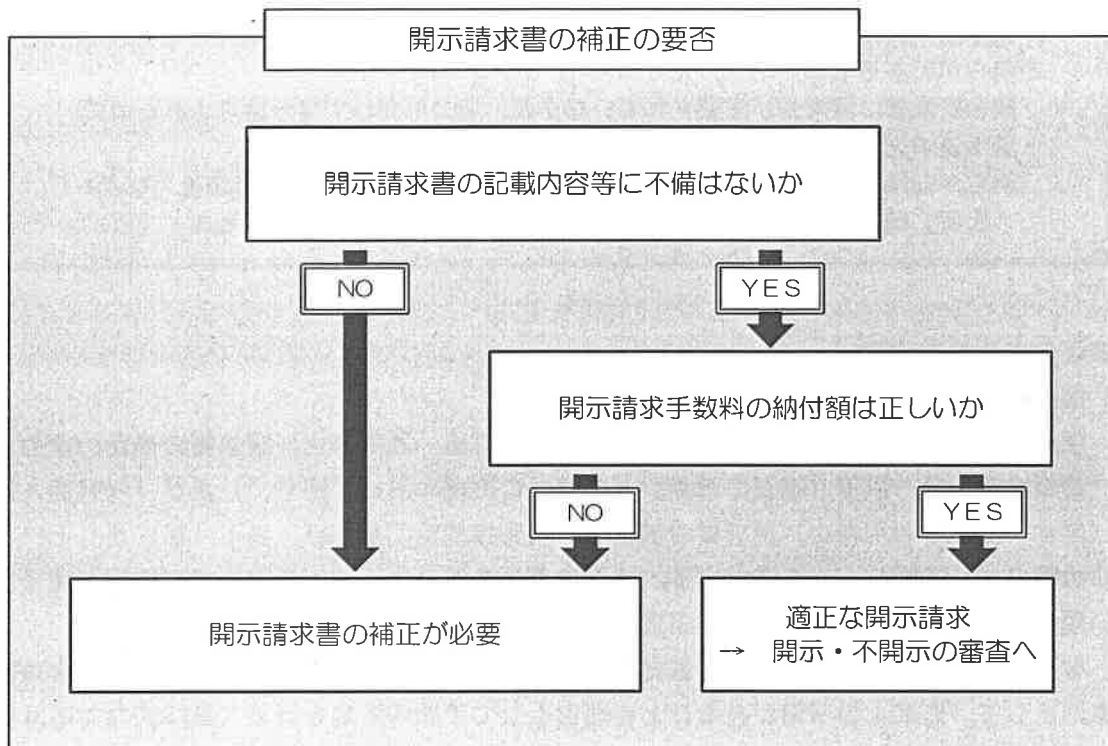 開示請求書の補正の要否
開示請求書の記載内容等に不備はないか
NO
YES
開示請求手数料の納付額は正しいか
NO
YES
開示請求書の補正が必要
適正な開示請求
→ 開示・不開示の審査へ